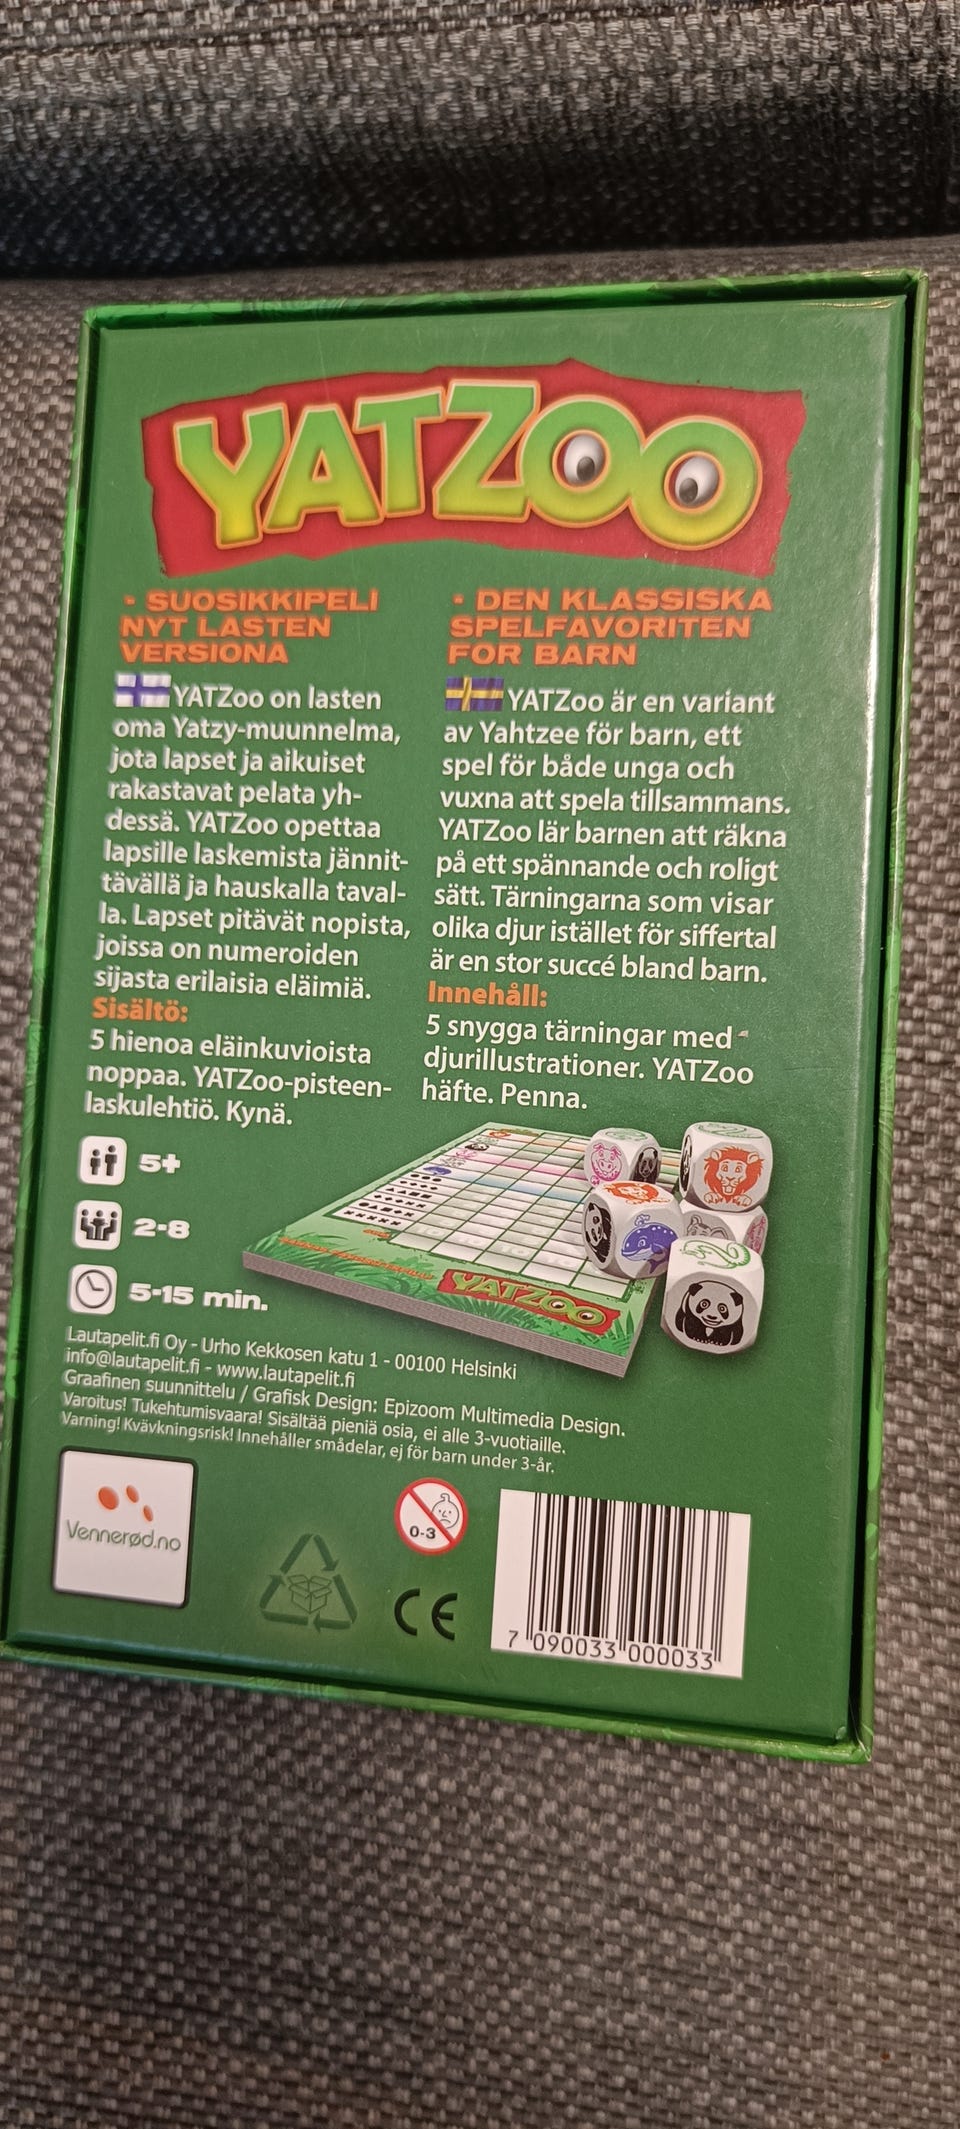 YATZOO
• SUOSIKKIPELI
NYT LASTEN
VERSIONA
YATZoo on lasten
oma Yatzy-muunnelma,
jota lapset ja aikuiset
rakastavat pelata yh-
dessä. YATZoo opettaa
lapsille laskemista jännit-
tävällä ja hauskalla taval-
la. Lapset pitävät nopista,
joissa on numeroiden
sijasta erilaisia eläimiä.
Sisältö:
5 hienoa eläinkuvioista
noppaa. YATZoo-pisteen-
laskulehtiö. Kynä.
• DEN KLASSISKA
SPELFAVORITEN
FOR BARN
YATZoo är en variant
av Yahtzee för barn, ett
spel för både unga och
vuxna att spela tillsammans.
YATZoo lär barnen att räkna
på ett spännande och roligt
sätt. Tärningarna som visar
olika djur istället för siffertal
är en stor succé bland barn.
Innehåll:
5 snygga tärningar med
djurillustrationer. YATZoo
häfte. Penna.
5+
2-8
5-15 min.
YATZOO
Lautapelit.fi Oy - Urho Kekkosen katu 1 - 00100 Helsinki
info@lautapelit.fi - www.lautapelit.fi
Graafinen suunnittelu / Grafisk Design: Epizoom Multimedia Design.
Varoitus! Tukehtumisvaara! Sisältää pieniä osia, ei alle 3-vuotiaille.
Varning! Kvävkningsrisk! Innehåller smådelar, ej för barn under 3-år.
Vennerød.no
0-3
CE
7 090033 000033